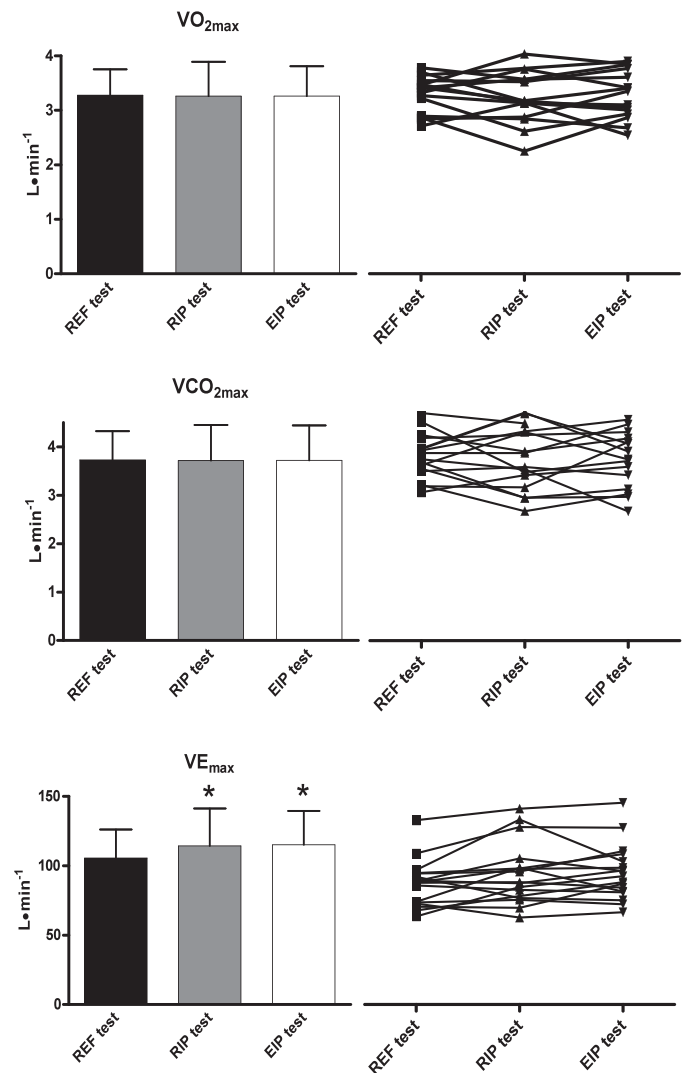 VO2max
4
3
2
1
0
L•min-1
REF test
RIP test
EIP test
REF test
RIP test
EIP test
VCO2max
4
3
2
1
0
L•min-1
REF test
RIP test
EIP test
REF test
RIP test
EIP test
VEmax
150
100
50
0
L•min-1
*
*
REF test
RIP test
EIP test
REF test
RIP test
EIP test